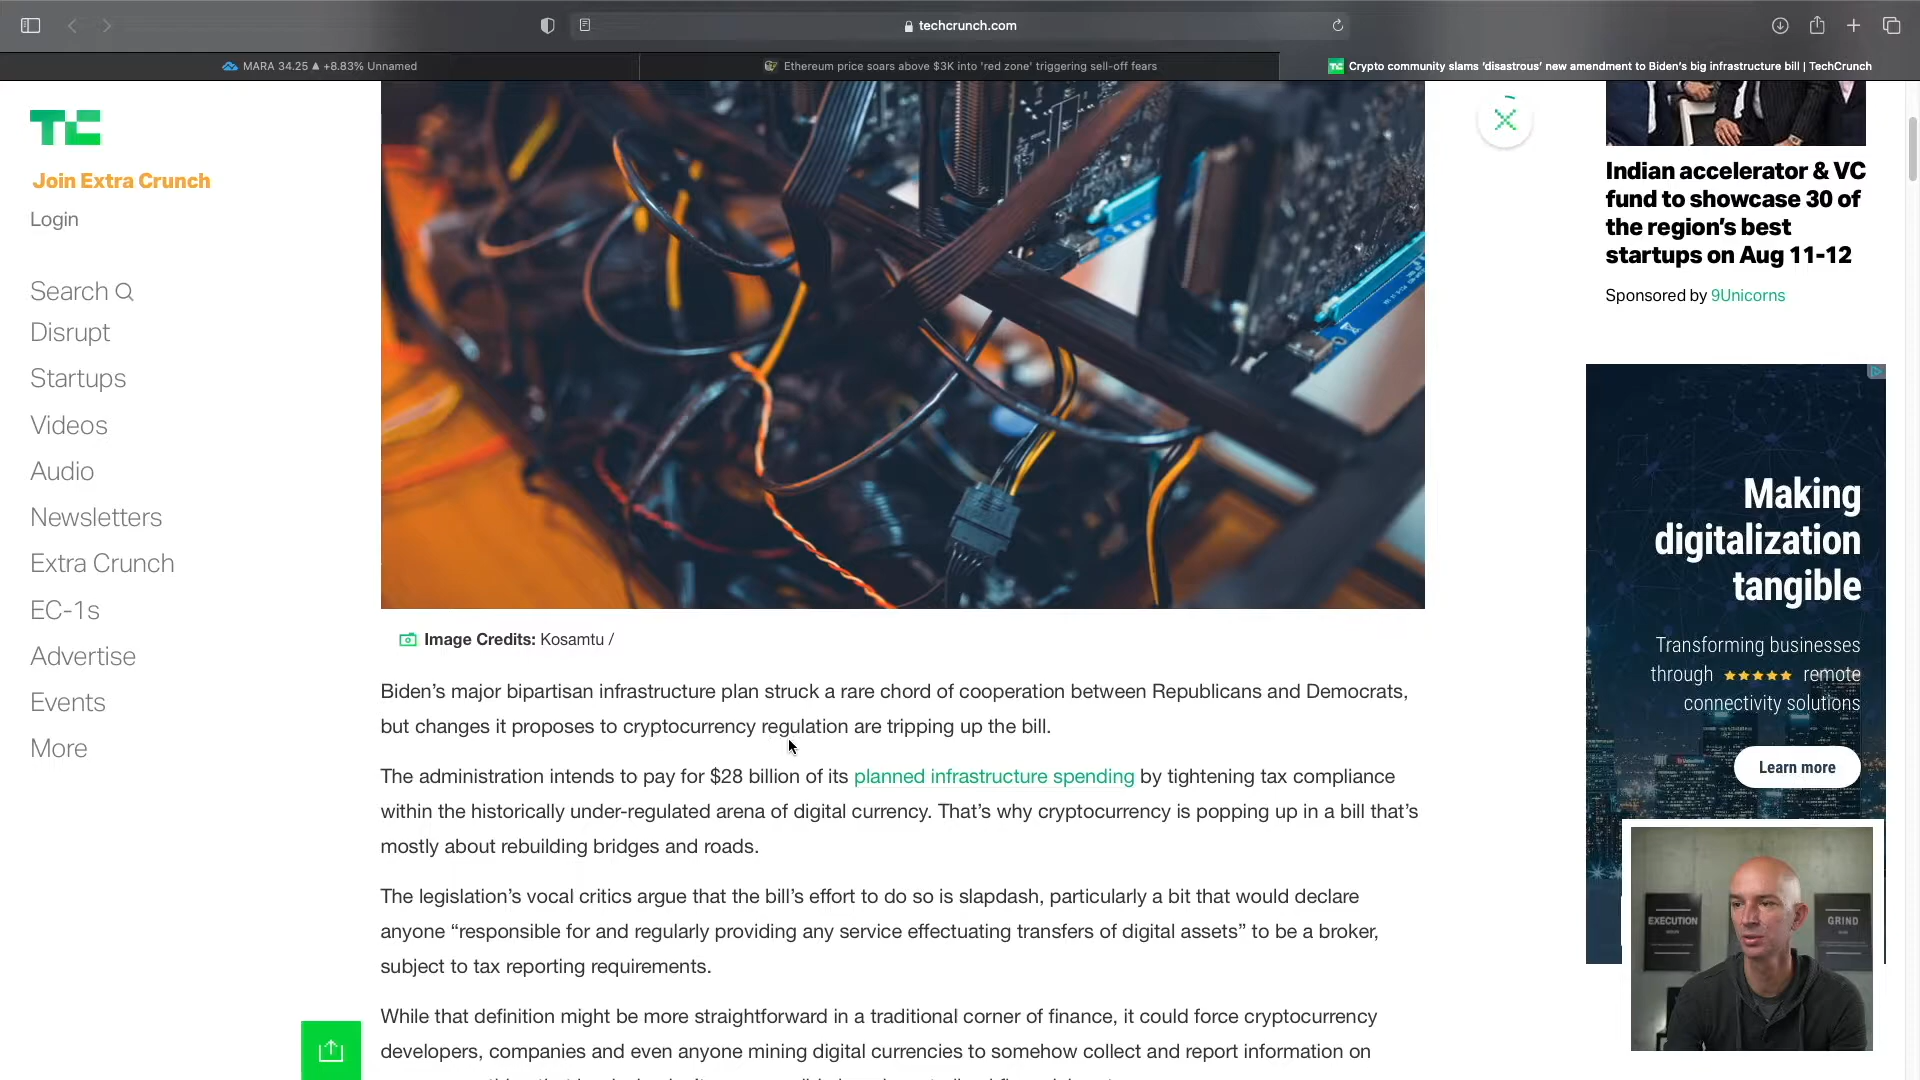 techcrunch.com
MARA 34.25 ▲ +8.83% Unnamed
Ethereum price soars above $3K into 'red zone' triggering sell-off fears
Crypto community slams 'disastrous' new amendment to Biden's big infrastructure bill | TechCrunch
TC
Join Extra Crunch
Login
Search
Disrupt
Startups
Videos
Audio
Newsletters
Extra Crunch
EC-1s
Advertise
Events
More
Image Credits: Kosamtu /
Biden's major bipartisan infrastructure plan struck a rare chord of cooperation between Republicans and Democrats,
but changes it proposes to cryptocurrency regulation are tripping up the bill.
The administration intends to pay for $28 billion of its planned infrastructure spending by tightening tax compliance
within the historically under-regulated arena of digital currency. That's why cryptocurrency is popping up in a bill that's
mostly about rebuilding bridges and roads.
The legislation's vocal critics argue that the bill's effort to do so is slapdash, particularly a bit that would declare
anyone “responsible for and regularly providing any service effectuating transfers of digital assets” to be a broker,
subject to tax reporting requirements.
While that definition might be more straightforward in a traditional corner of finance, it could force cryptocurrency
developers, companies and even anyone mining digital currencies to somehow collect and report information on
Indian accelerator & VC
fund to showcase 30 of
the region's best
startups on Aug 11-12
Sponsored by 9Unicorns
Making
digitalization
tangible
Transforming businesses
through ★★★★★ remote
connectivity solutions
Learn more
EXECUTION
GRIND